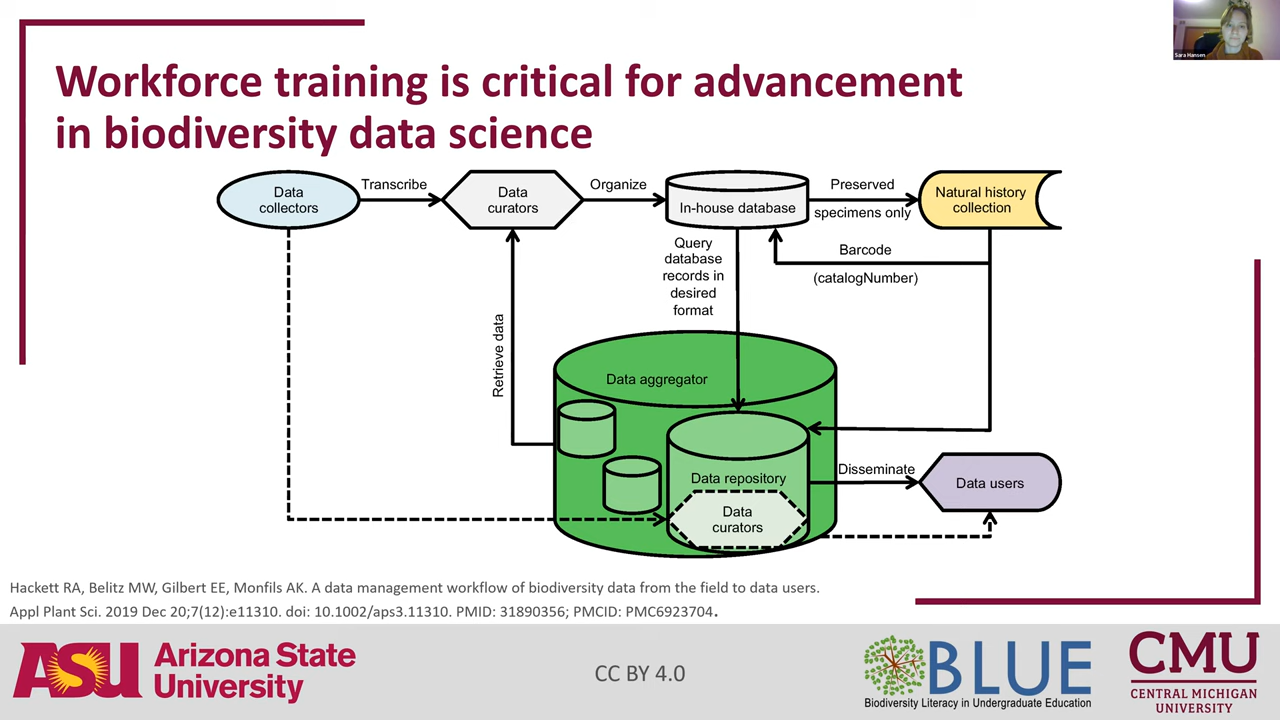 Sara Hansen
Workforce training is critical for advancement
in biodiversity data science
Data
collectors
Transcribe
Data
curators
Organize
In-house database
Preserved
specimens only
Natural history
collection
Query
database
records in
desired
format
Barcode
(catalogNumber)
Retrieve data
Data aggregator
Data repository
Data
curators
Disseminate
Data users
Hackett RA, Belitz MW, Gilbert EE, Monfils AK. A data management workflow of biodiversity data from the field to data users.
Appl Plant Sci. 2019 Dec 20;7(12):e11310. doi: 10.1002/aps3.11310. PMID: 31890356; PMCID: PMC6923704.
ASU Arizona State
University
CC BY 4.0
BLUE
Biodiversity Literacy in Undergraduate Education
CMU
CENTRAL MICHIGAN
UNIVERSITY